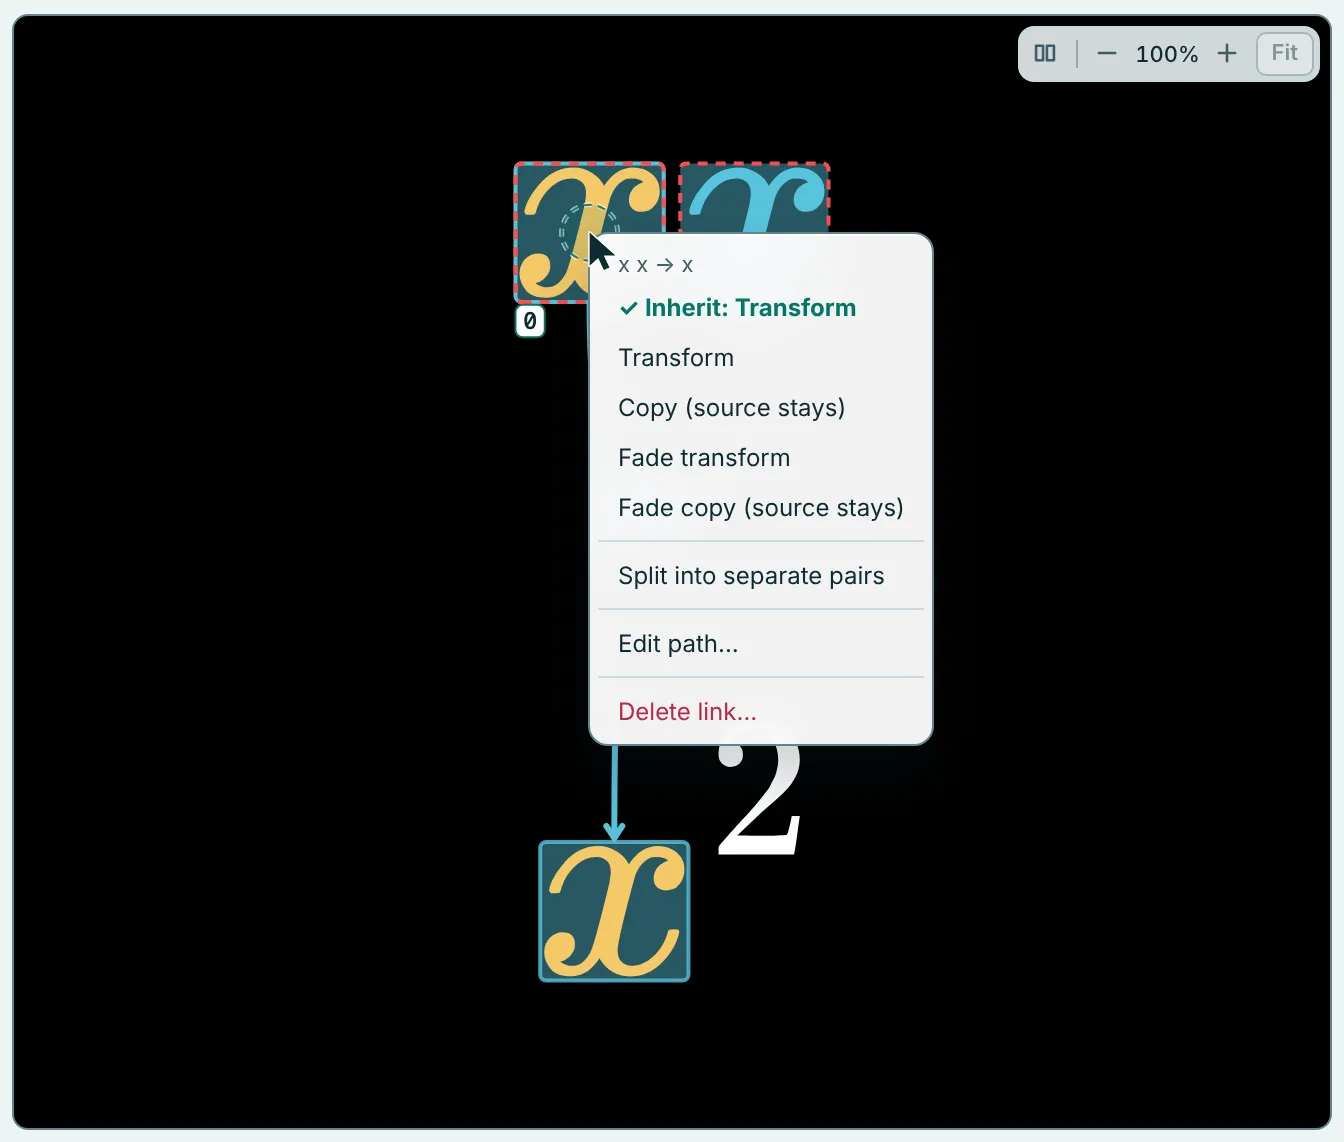 100%
Fit
x x
0
x x → x
✓ Inherit: Transform
Transform
Copy (source stays)
Fade transform
Fade copy (source stays)
Split into separate pairs
Edit path...
Delete link...
2
x